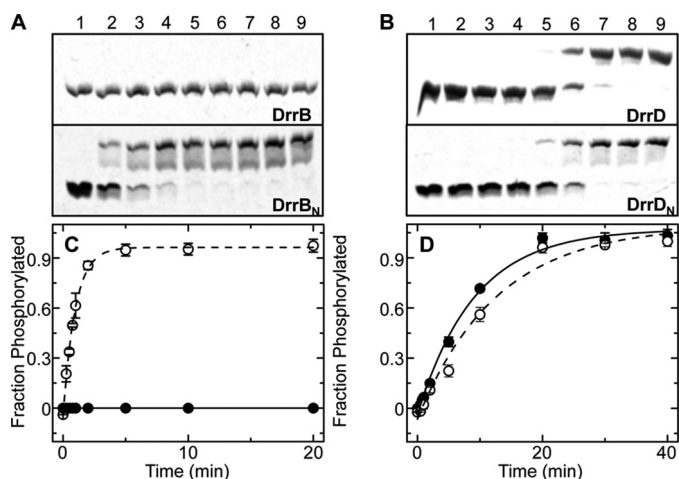 A
1 2 3 4 5 6 7 8 9
DrrB
DrrB_N
B
1 2 3 4 5 6 7 8 9
DrrD
DrrD_N
C
Fraction Phosphorylated
0.9
0.6
0.3
0
0 10 20
Time (min)
D
Fraction Phosphorylated
0.9
0.6
0.3
0
0 20 40
Time (min)